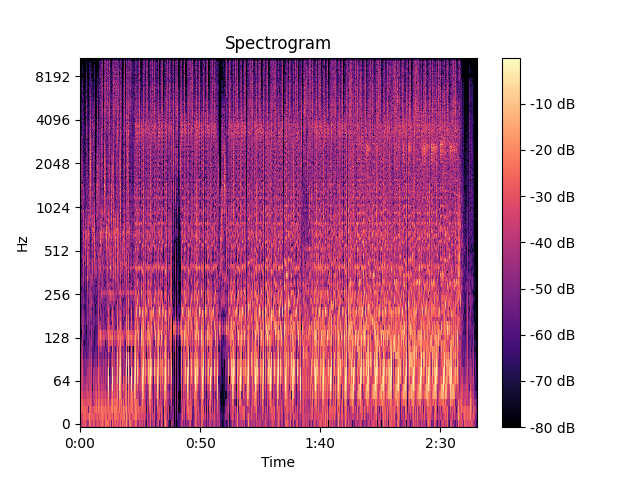 Spectrogram
Hz
8192
4096
2048
1024
512
256
128
64
0
0:00
0:50
1:40
2:30
Time
-10 dB
-20 dB
-30 dB
-40 dB
-50 dB
-60 dB
-70 dB
-80 dB